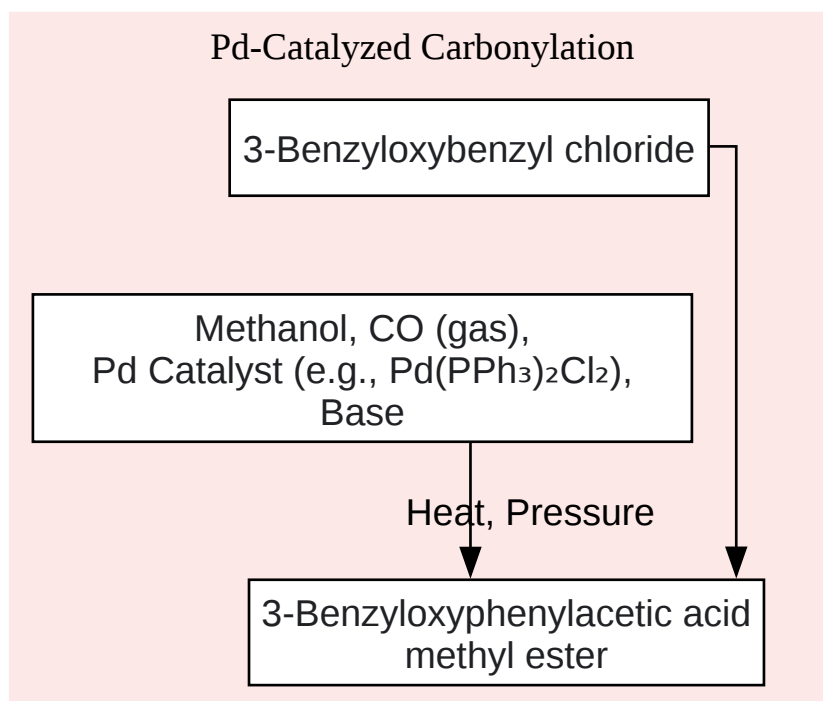 Pd-Catalyzed Carbonylation
3-Benzyloxybenzyl chloride
Methanol, CO (gas),
Pd Catalyst (e.g., Pd(PPh₃)₂Cl₂),
Base
Heat, Pressure
3-Benzyloxyphenylacetic acid
methyl ester